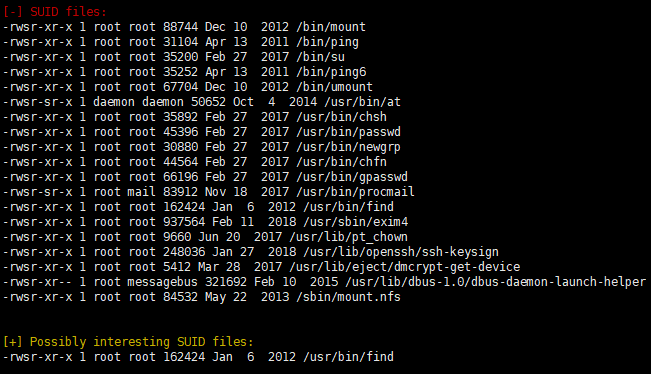 [-] SUID files:
-rwsr-xr-x 1 root root 88744 Dec 10  2012 /bin/mount
-rwsr-xr-x 1 root root 31104 Apr 13  2011 /bin/ping
-rwsr-xr-x 1 root root 35200 Feb 27  2017 /bin/su
-rwsr-xr-x 1 root root 35252 Apr 13  2011 /bin/ping6
-rwsr-xr-x 1 root root 67704 Dec 10  2012 /bin/umount
-rwsr-sr-x 1 daemon daemon 50652 Oct  4  2014 /usr/bin/at
-rwsr-xr-x 1 root root 35892 Feb 27  2017 /usr/bin/chsh
-rwsr-xr-x 1 root root 45396 Feb 27  2017 /usr/bin/passwd
-rwsr-xr-x 1 root root 30880 Feb 27  2017 /usr/bin/newgrp
-rwsr-xr-x 1 root root 44564 Feb 27  2017 /usr/bin/chfn
-rwsr-xr-x 1 root root 66196 Feb 27  2017 /usr/bin/gpasswd
-rwsr-sr-x 1 root mail 83912 Nov 18  2017 /usr/bin/procmail
-rwsr-xr-x 1 root root 162424 Jan  6  2012 /usr/bin/find
-rwsr-xr-x 1 root root 937564 Feb 11  2018 /usr/sbin/exim4
-rwsr-xr-x 1 root root 9660 Jun 20  2017 /usr/lib/pt_chown
-rwsr-xr-x 1 root root 248036 Jan 27  2018 /usr/lib/openssh/ssh-keysign
-rwsr-xr-x 1 root root 5412 Mar 28  2017 /usr/lib/eject/dmcrypt-get-device
-rwsr-xr-- 1 root messagebus 321692 Feb 10  2015 /usr/lib/dbus-1.0/dbus-daemon-launch-helper
-rwsr-xr-x 1 root root 84532 May 22  2013 /sbin/mount.nfs
[+] Possibly interesting SUID files:
-rwsr-xr-x 1 root root 162424 Jan  6  2012 /usr/bin/find